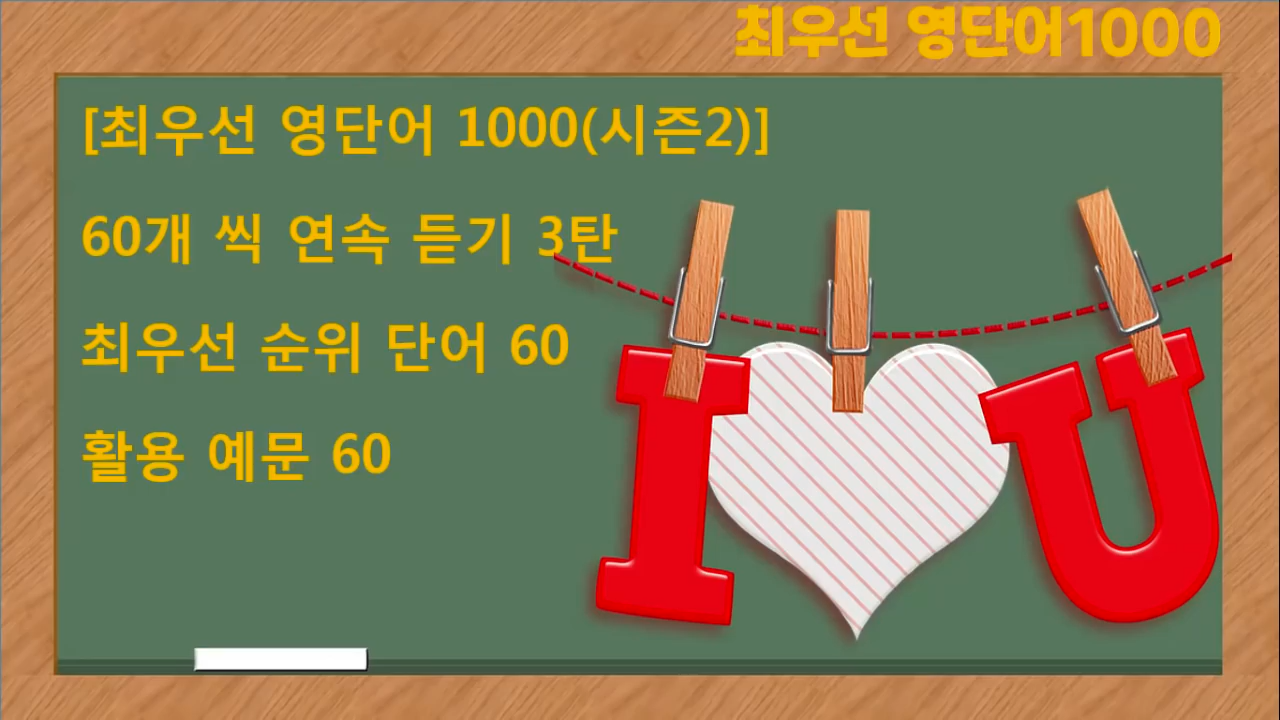 최우선 영단어1000
[최우선 영단어 1000(시즌2)]
60개 씩 연속 듣기 3탄
최우선 순위 단어 60
활용 예문 60
I U